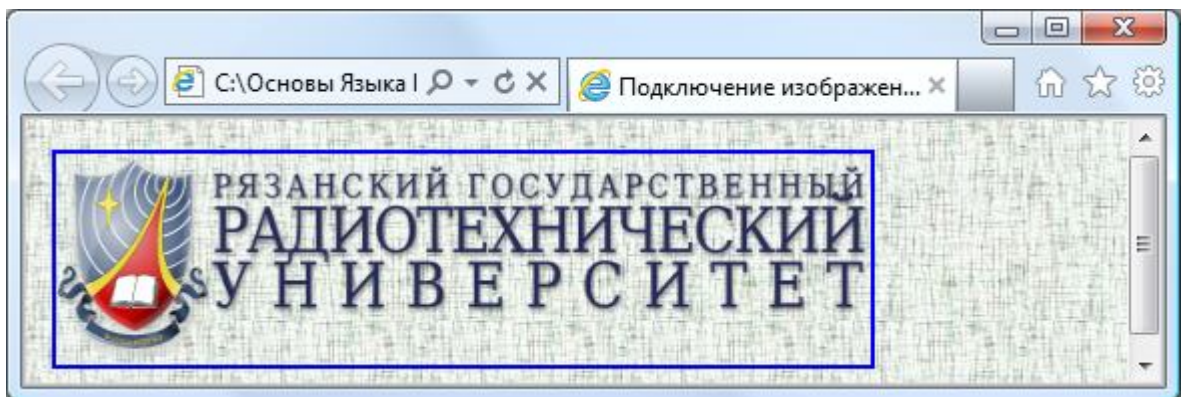 C:\Основы Языка
Подключение изображен...
РЯЗАНСКИЙ ГОСУДАРСТВЕННЫЙ
РАДИОТЕХНИЧЕСКИЙ
УНИВЕРСИТЕТ